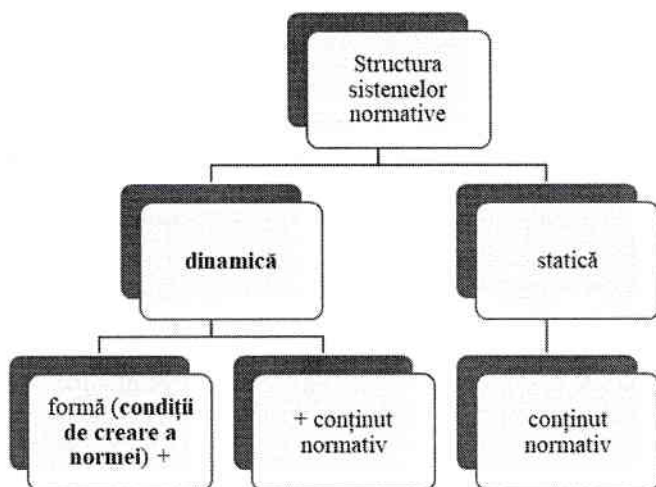 Structura
sistemelor
normative
dinamică
statică
formă (condiții
de creare a
normei) +
+ conținut
normativ
conținut
normativ